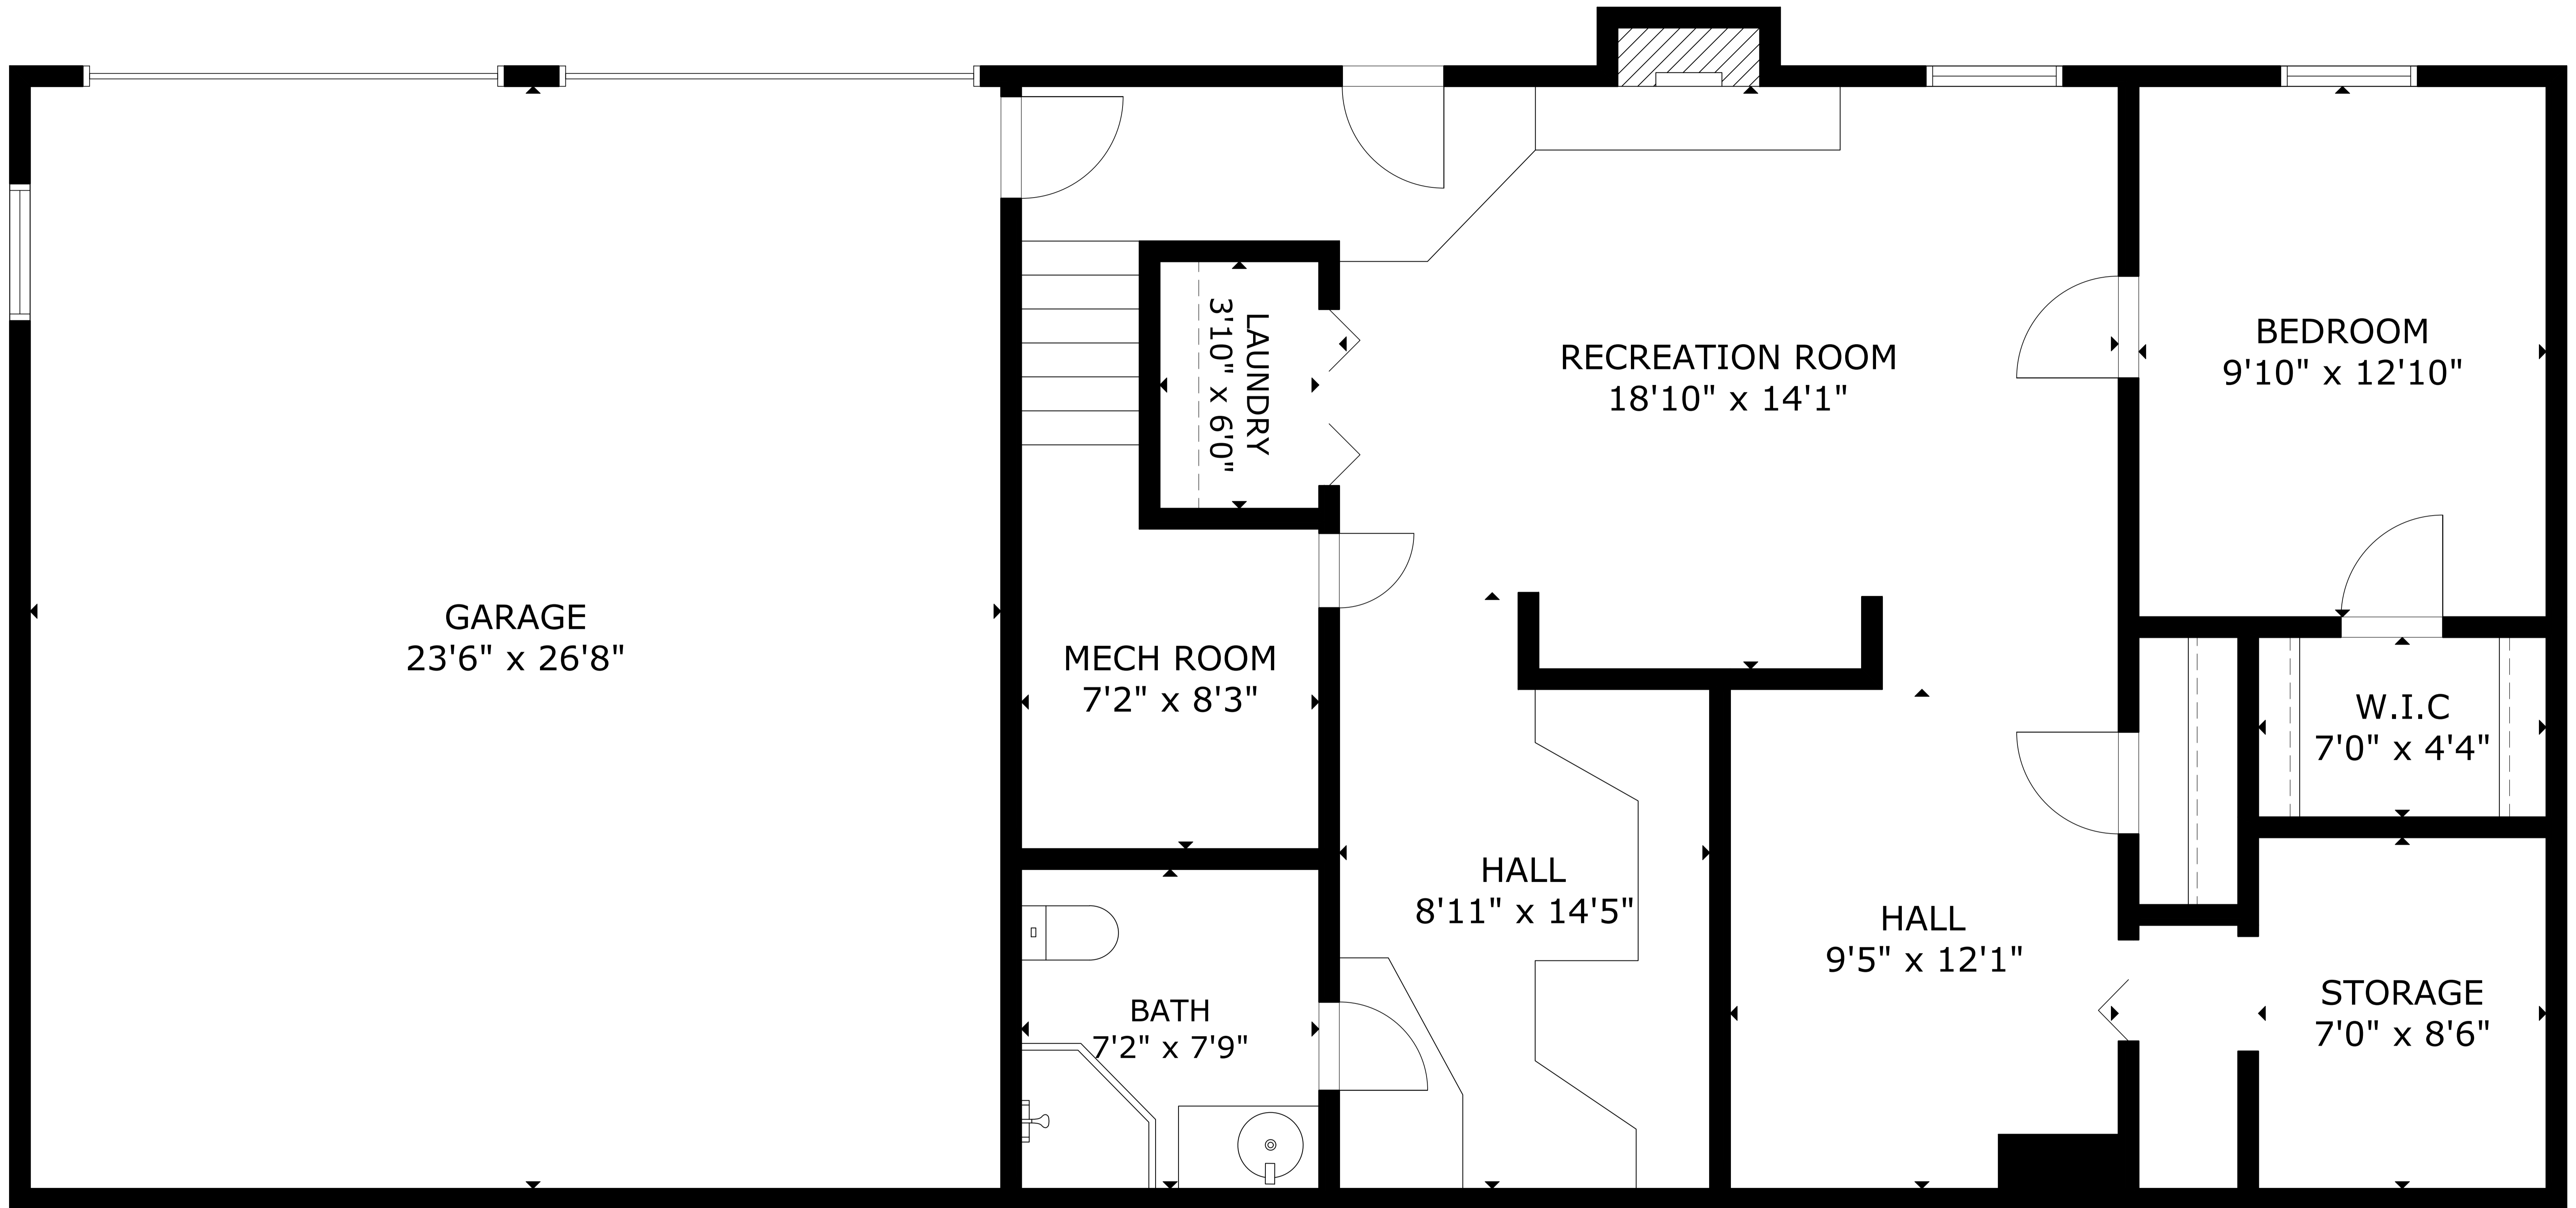 LAUNDRY
3'10" x 6'0"
RECREATION ROOM
18'10" x 14'1"
BEDROOM
9'10" x 12'10"
GARAGE
23'6" x 26'8"
MECH ROOM
7'2" x 8'3"
W.I.C
7'0" x 4'4"
HALL
8'11" x 14'5"
HALL
9'5" x 12'1"
BATH
7'2" x 7'9"
STORAGE
7'0" x 8'6"